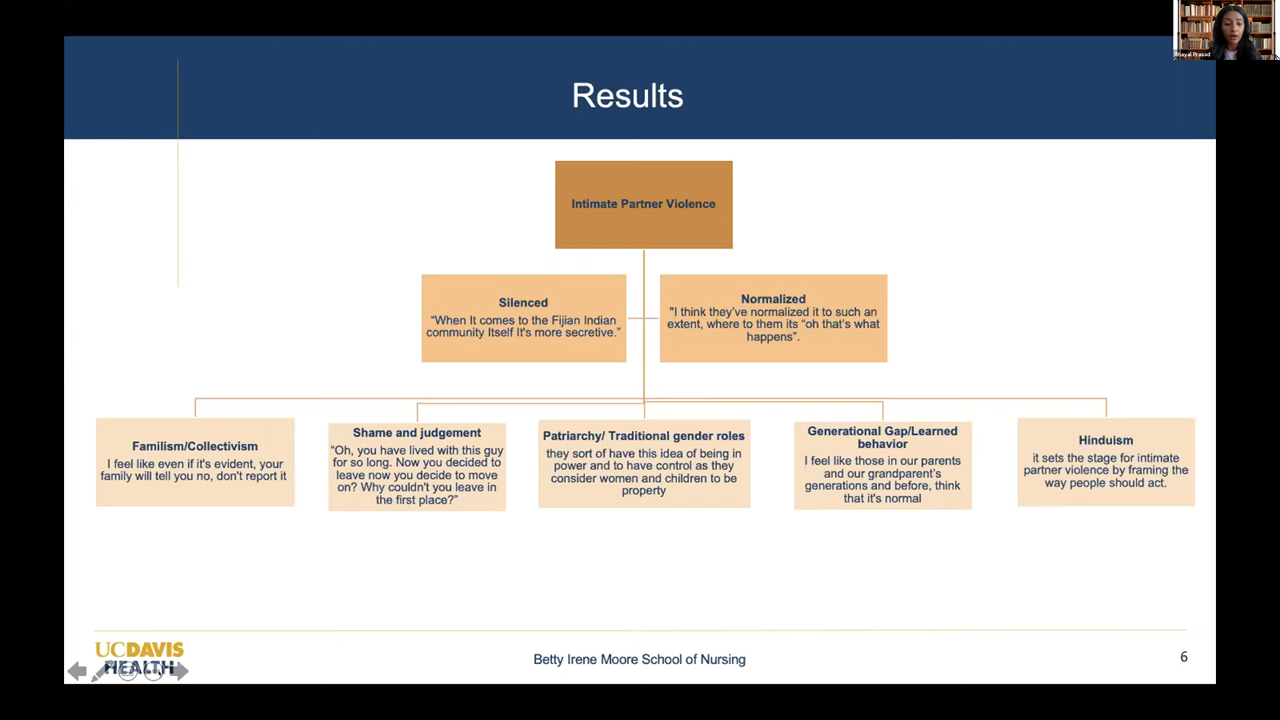 Results
Payal Prasad
Intimate Partner Violence
Silenced
“When It comes to the Fijian Indian
community Itself It's more secretive.”
Normalized
"I think they’ve normalized it to such an
extent, where to them its “oh that’s what
happens”.
Familism/Collectivism
I feel like even if it's evident, your
family will tell you no, don't report it
Shame and judgement
“Oh, you have lived with this guy
for so long. Now you decided to
leave now you decide to move
on? Why couldn't you leave in
the first place?”
Patriarchy/ Traditional gender roles
they sort of have this idea of being in
power and to have control as they
consider women and children to be
property
Generational Gap/Learned
behavior
I feel like those in our parents
and our grandparent’s
generations and before, think
that it's normal
Hinduism
it sets the stage for intimate
partner violence by framing the
way people should act.
UCDAVIS
HEALTH
Betty Irene Moore School of Nursing
6